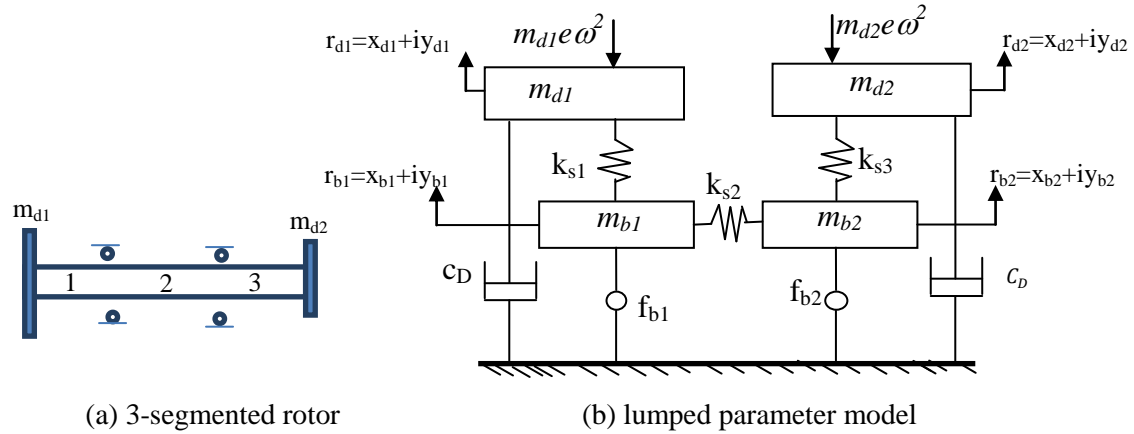 m_{d1}eω² m_{d2}eω²
r_{d1}=x_{d1}+iy_{d1} r_{d2}=x_{d2}+iy_{d2}
m_{d1} m_{d2}
k_{s1} k_{s3}
r_{b1}=x_{b1}+iy_{b1} k_{s2} r_{b2}=x_{b2}+iy_{b2}
m_{d1} m_{d2} m_{b1} m_{b2}
1 2 3
c_D f_{b1} f_{b2} C_D
(a) 3-segmented rotor (b) lumped parameter model